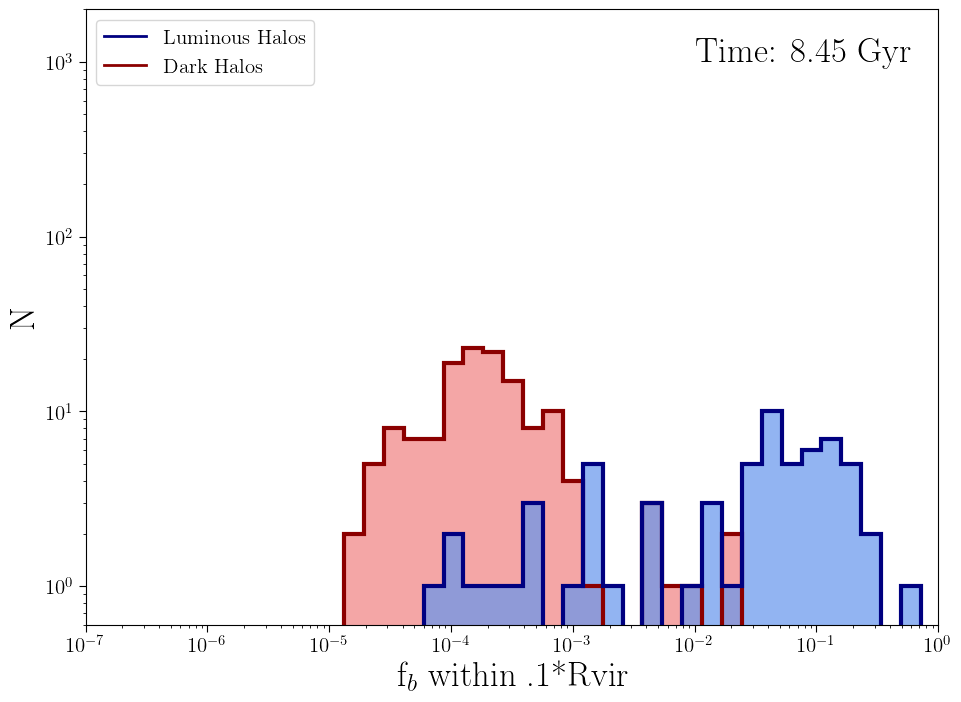 Luminous Halos
Dark Halos
Time: 8.45 Gyr
N
10^3
10^2
10^1
10^0
10^-7
10^-6
10^-5
10^-4
10^-3
10^-2
10^-1
10^0
f_b within .1*Rvir